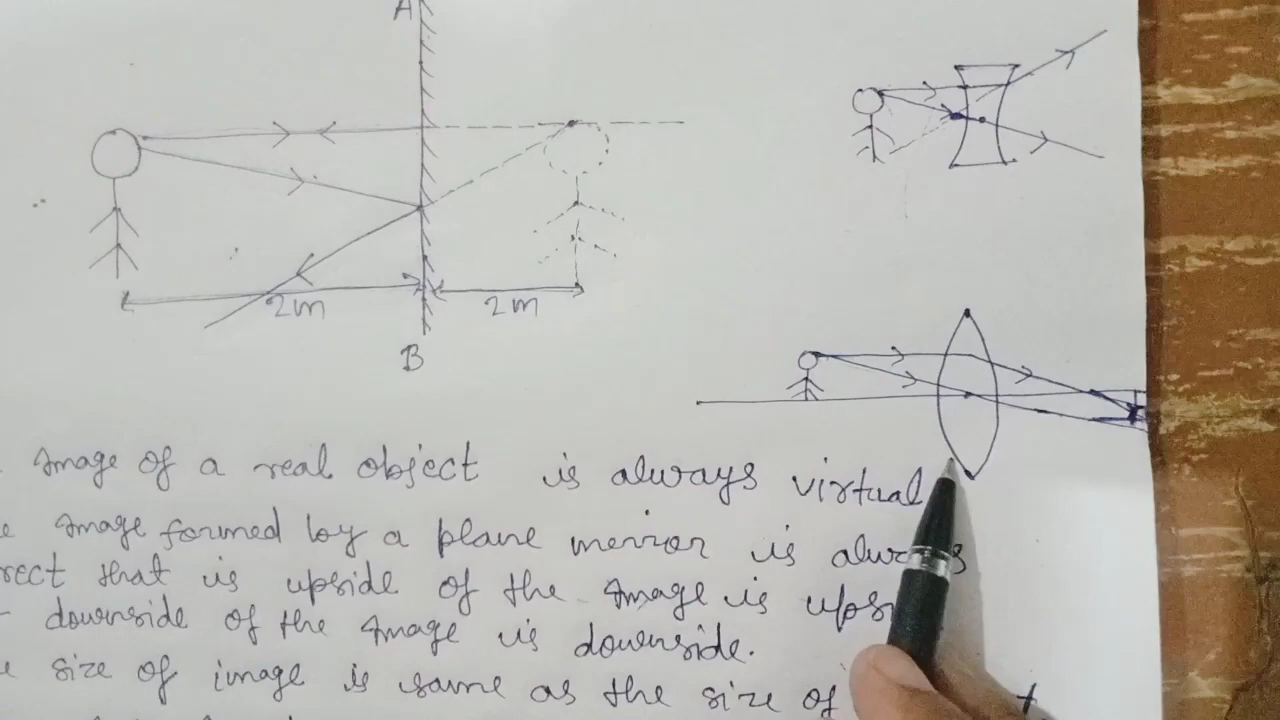 A
2m
2m
B
Image of a real object is always virtual
Image formed by a plane mirror is always
rect that is upside of the Image is
downside of the Image is downside.
size of image is same as the size of